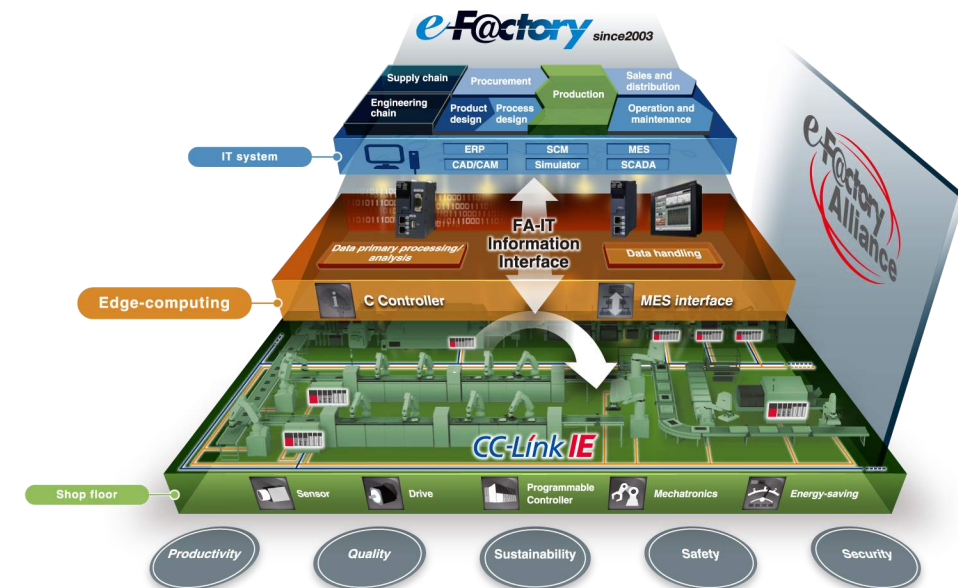 e-F@ctory since2003
Supply chain
Procurement
Production
Sales and
distribution
Engineering
chain
Product
design
Process
design
Operation and
maintenance
IT system
ERP
SCM
MES
CAD/CAM
Simulator
SCADA
e-F@ctory
Alliance
FA-IT
Information
Interface
Data primary processing/
analysis
Data handling
Edge-computing
C Controller
MES interface
CC-Link IE
Shop floor
Sensor
Drive
Programmable
Controller
Mechatronics
Energy-saving
Productivity
Quality
Sustainability
Safety
Security